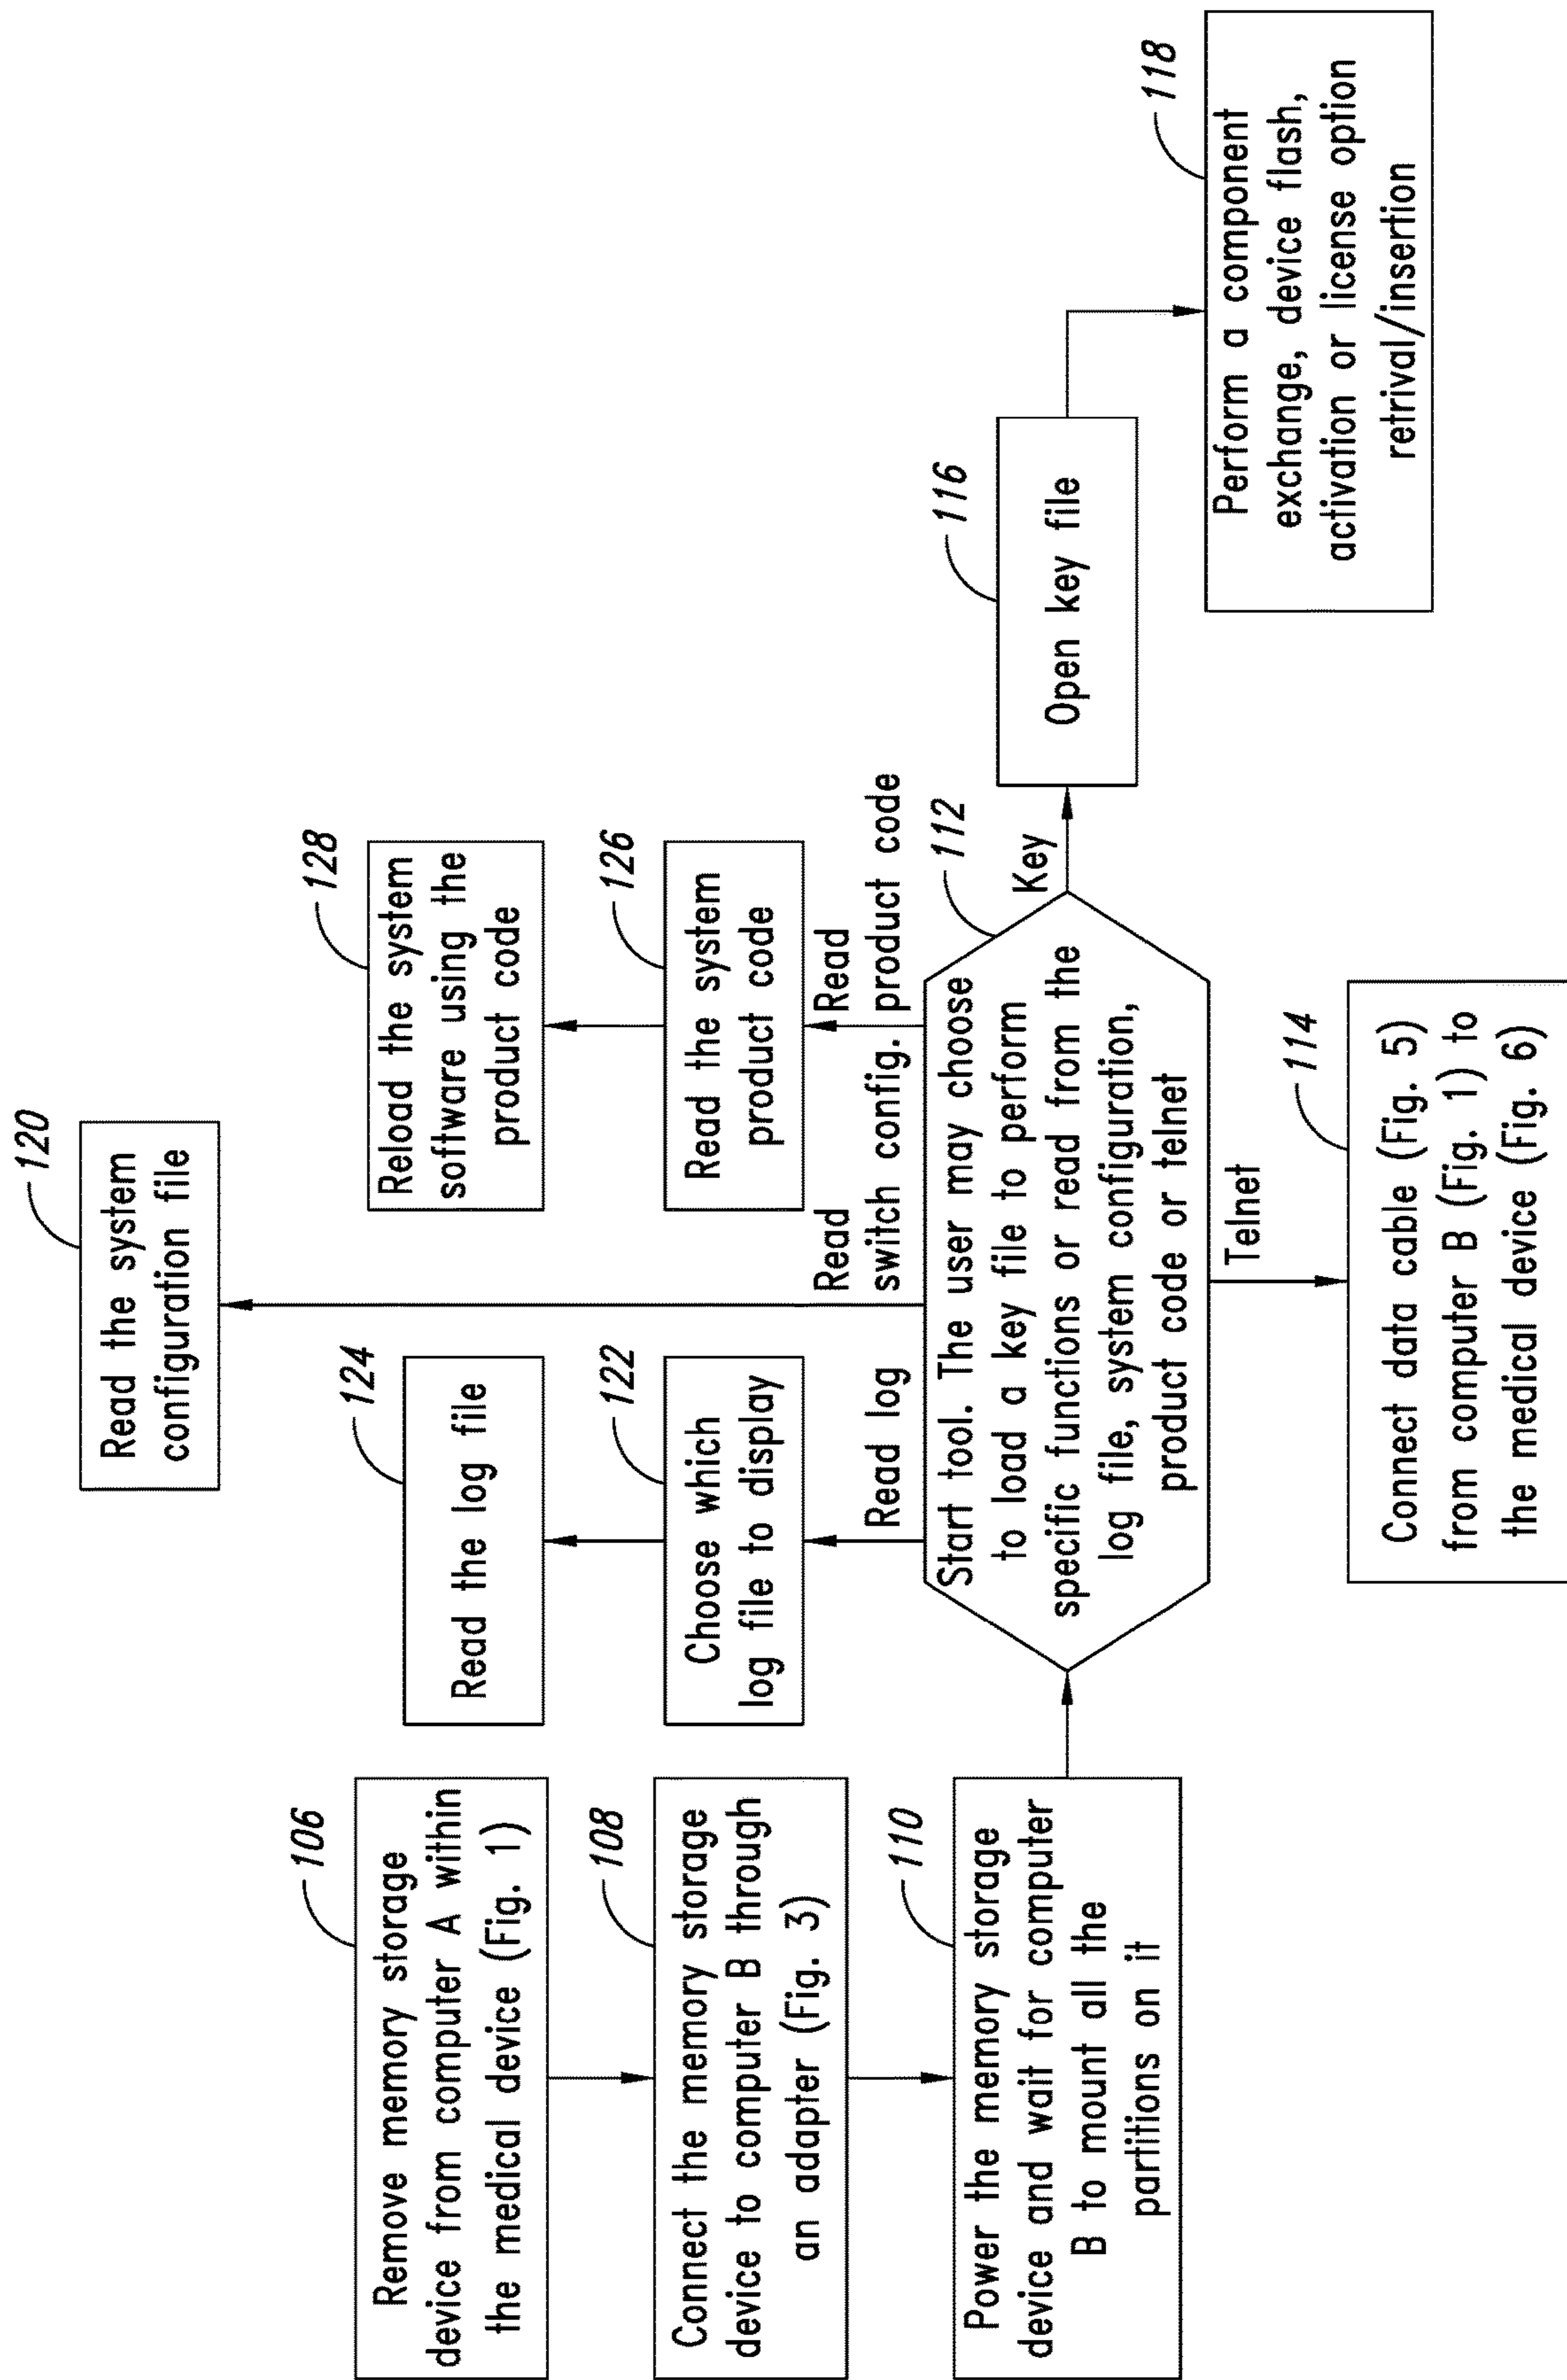 106
Remove memory storage
device from computer A within
the medical device (Fig. 1)
108
Connect the memory storage
device to computer B through
an adapter (Fig. 3)
110
Power the memory storage
device and wait for computer
B to mount all the
partitions on it
112
Start tool. The user may choose
to load a key file to perform
specific functions or read from the
log file, system configuration,
product code or telnet
Read log
122
Choose which
log file to display
124
Read the log file
Read
switch config.
120
Read the system
configuration file
Read
product code
126
Read the system
product code
128
Reload the system
software using the
product code
Key
116
Open key file
118
Perform a component
exchange, device flash,
activation or license option
retrival/insertion
Telnet
114
Connect data cable (Fig. 5)
from computer B (Fig. 1) to
the medical device (Fig. 6)